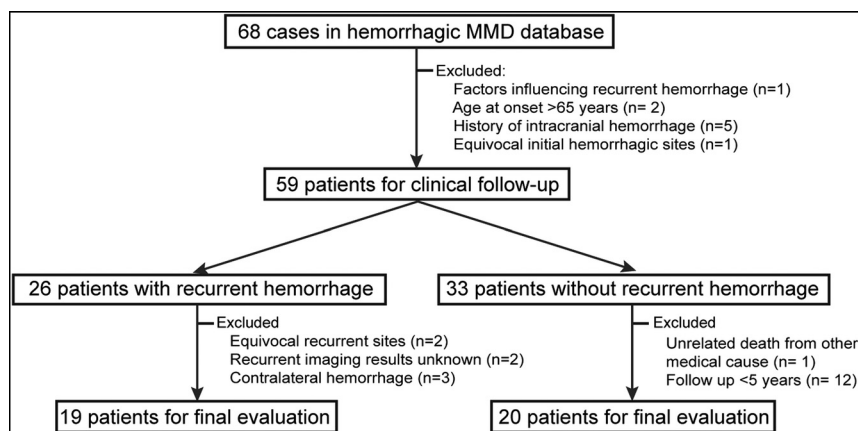 68 cases in hemorrhagic MMD database
Excluded:
Factors influencing recurrent hemorrhage (n=1)
Age at onset >65 years (n= 2)
History of intracranial hemorrhage (n=5)
Equivocal initial hemorrhagic sites (n=1)
59 patients for clinical follow-up
26 patients with recurrent hemorrhage
Excluded
Equivocal recurrent sites (n=2)
Recurrent imaging results unknown (n=2)
Contralateral hemorrhage (n=3)
19 patients for final evaluation
33 patients without recurrent hemorrhage
Excluded
Unrelated death from other
medical cause (n= 1)
Follow up <5 years (n= 12)
20 patients for final evaluation